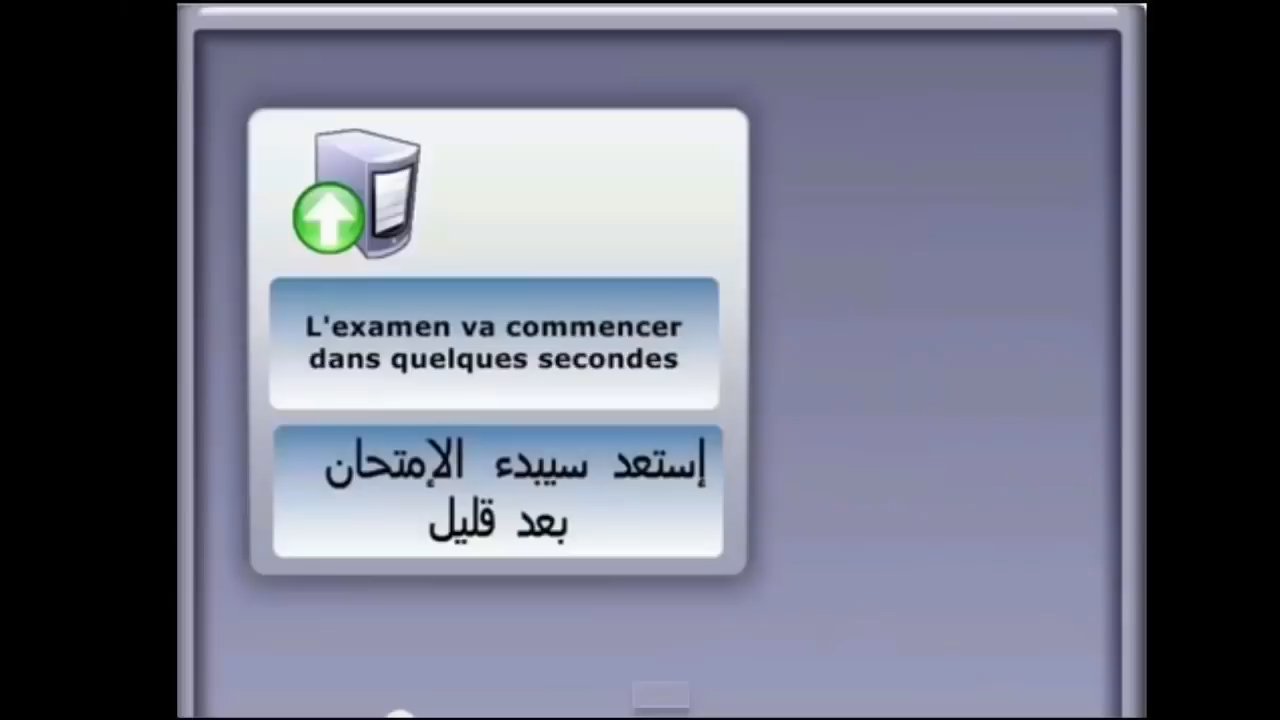 L'examen va commencer
dans quelques secondes
إستعد سيبدء الإمتحان
بعد قليل